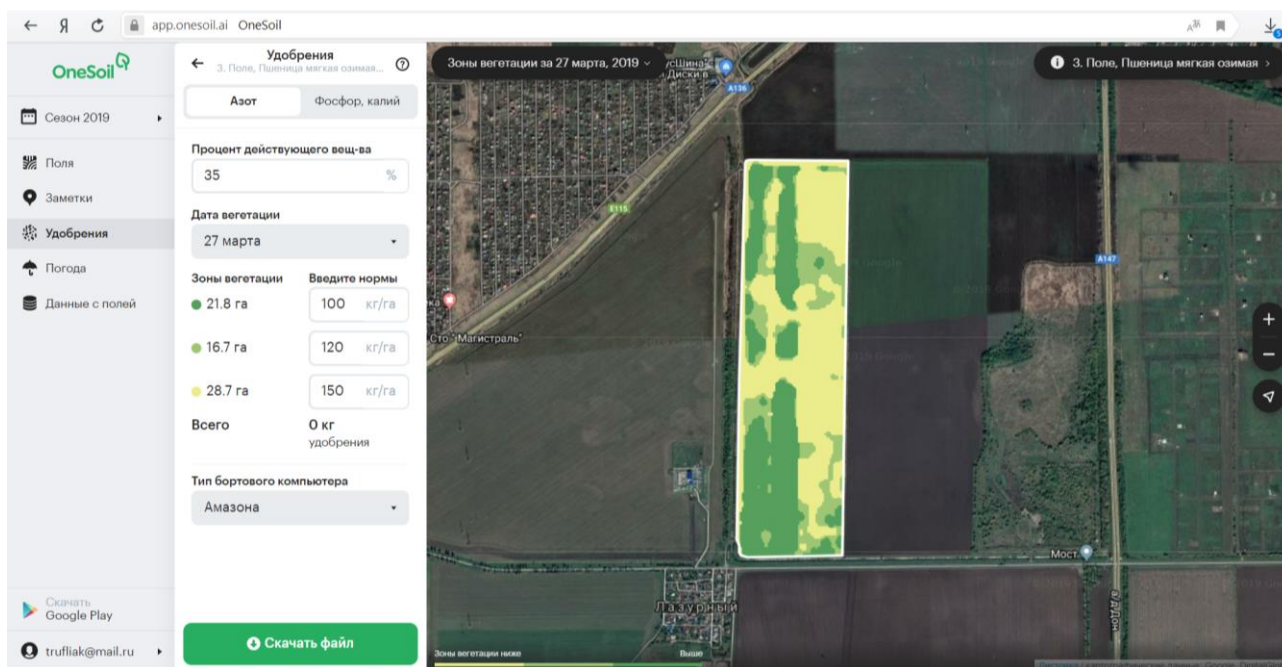 app.onesoil.ai OneSoil
OneSoil
Сезон 2019
Поля
Заметки
Удобрения
Погода
Данные с полей
Скачать
Google Play
trufliak@mail.ru
Удобрения
3. Поле, Пшеница мягкая озимая...
Азот
Фосфор, калий
Процент действующего вещ-ва
35 %
Дата вегетации
27 марта
Зоны вегетации Введите нормы
21.8 га 100 кг/га
16.7 га 120 кг/га
28.7 га 150 кг/га
Всего 0 кг
удобрения
Тип бортового компьютера
Амазона
Скачать файл
Зоны вегетации за 27 марта, 2019
3. Поле, Пшеница мягкая озимая
Диски в
A136
E115
A147
Сто "Магистраль"
Мост.
Лазурный
а/д Дон
Зоны вегетации ниже Выше